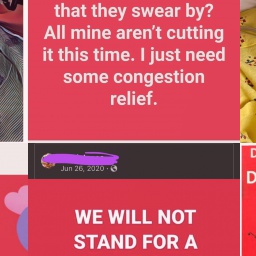 that they swear by?
All mine aren't cutting
it this time. I just need
some congestion
relief.
Jun 26, 2020 ·
WE WILL NOT
STAND FOR A
D
D